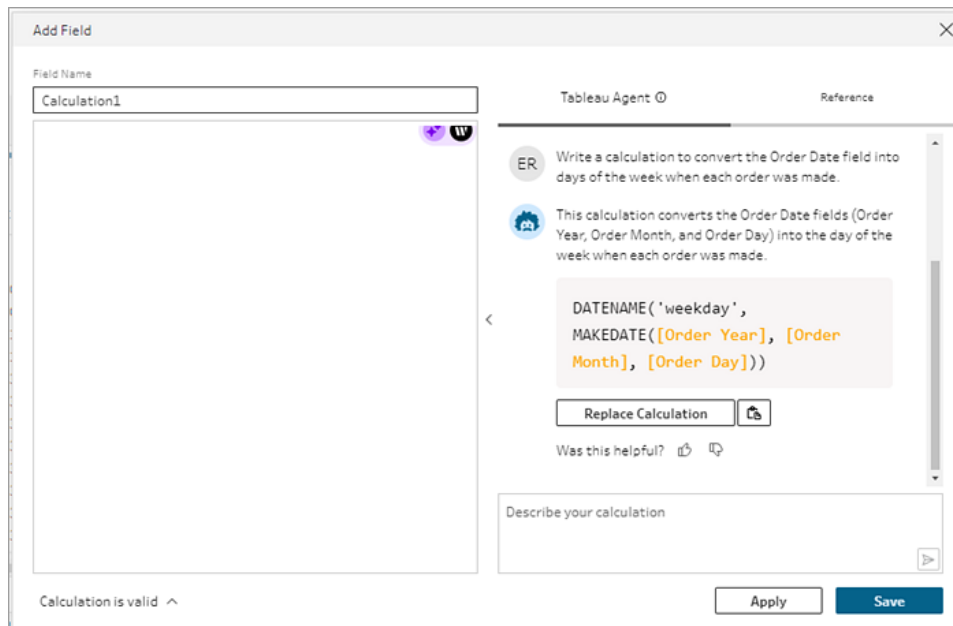 Add Field
Field Name
Calculation1
Tableau Agent
Reference
ER
Write a calculation to convert the Order Date field into
days of the week when each order was made.
This calculation converts the Order Date fields (Order
Year, Order Month, and Order Day) into the day of the
week when each order was made.
DATENAME('weekday',
MAKEDATE([Order Year], [Order
Month], [Order Day]))
Replace Calculation
Was this helpful?
Describe your calculation
Calculation is valid
Apply
Save